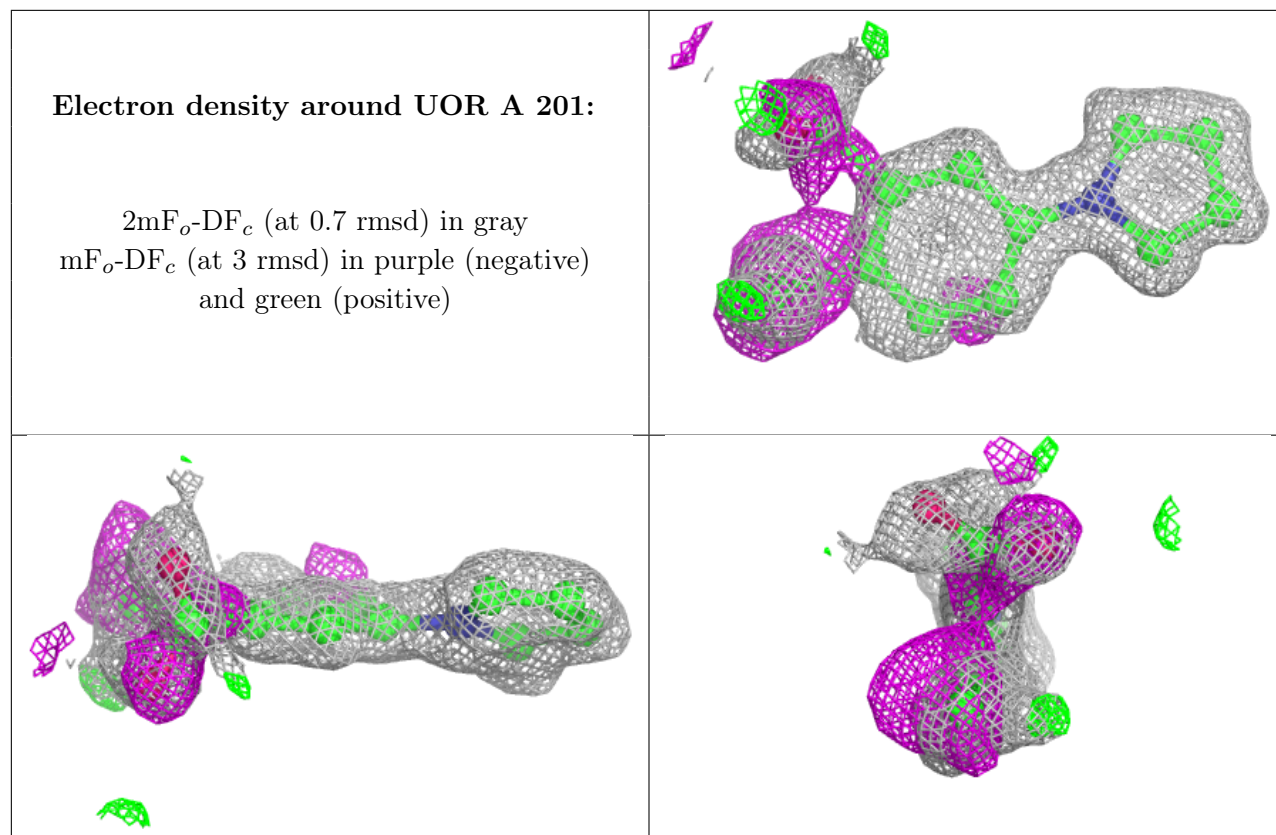 Electron density around UOR A 201:
2mFo-DFc (at 0.7 rmsd) in gray
mFo-DFc (at 3 rmsd) in purple (negative)
and green (positive)